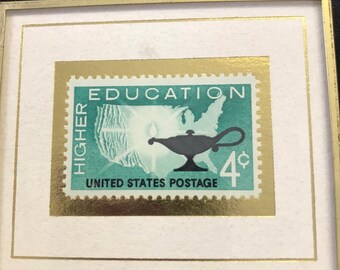 HIGHER
EDUCATION
4¢
UNITED STATES POSTAGE